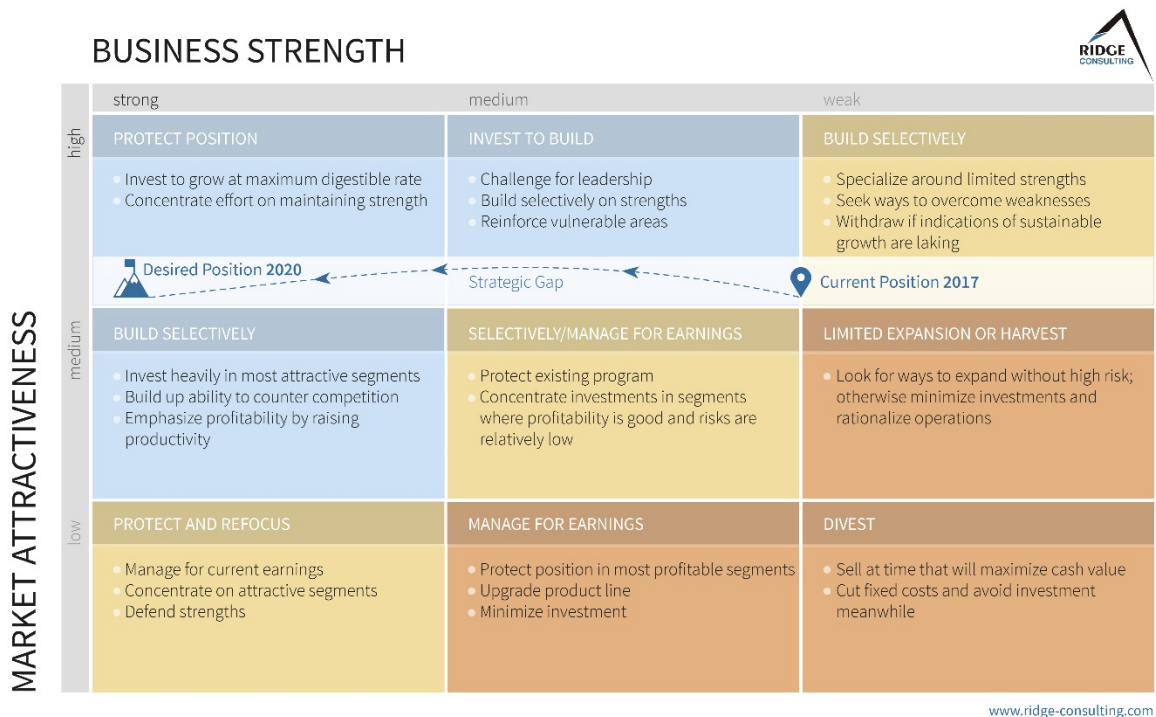 BUSINESS STRENGTH
RIDGE
CONSULTING
strong
medium
weak
MARKET ATTRACTIVENESS
high
PROTECT POSITION
Invest to grow at maximum digestible rate
Concentrate effort on maintaining strength
INVEST TO BUILD
Challenge for leadership
Build selectively on strengths
Reinforce vulnerable areas
BUILD SELECTIVELY
Specialize around limited strengths
Seek ways to overcome weaknesses
Withdraw if indications of sustainable
growth are laking
Desired Position 2020
Strategic Gap
Current Position 2017
medium
BUILD SELECTIVELY
Invest heavily in most attractive segments
Build up ability to counter competition
Emphasize profitability by raising
productivity
SELECTIVELY/MANAGE FOR EARNINGS
Protect existing program
Concentrate investments in segments
where profitability is good and risks are
relatively low
LIMITED EXPANSION OR HARVEST
Look for ways to expand without high risk;
otherwise minimize investments and
rationalize operations
low
PROTECT AND REFOCUS
Manage for current earnings
Concentrate on attractive segments
Defend strengths
MANAGE FOR EARNINGS
Protect position in most profitable segments
Upgrade product line
Minimize investment
DIVEST
Sell at time that will maximize cash value
Cut fixed costs and avoid investment
meanwhile
www.ridge-consulting.com